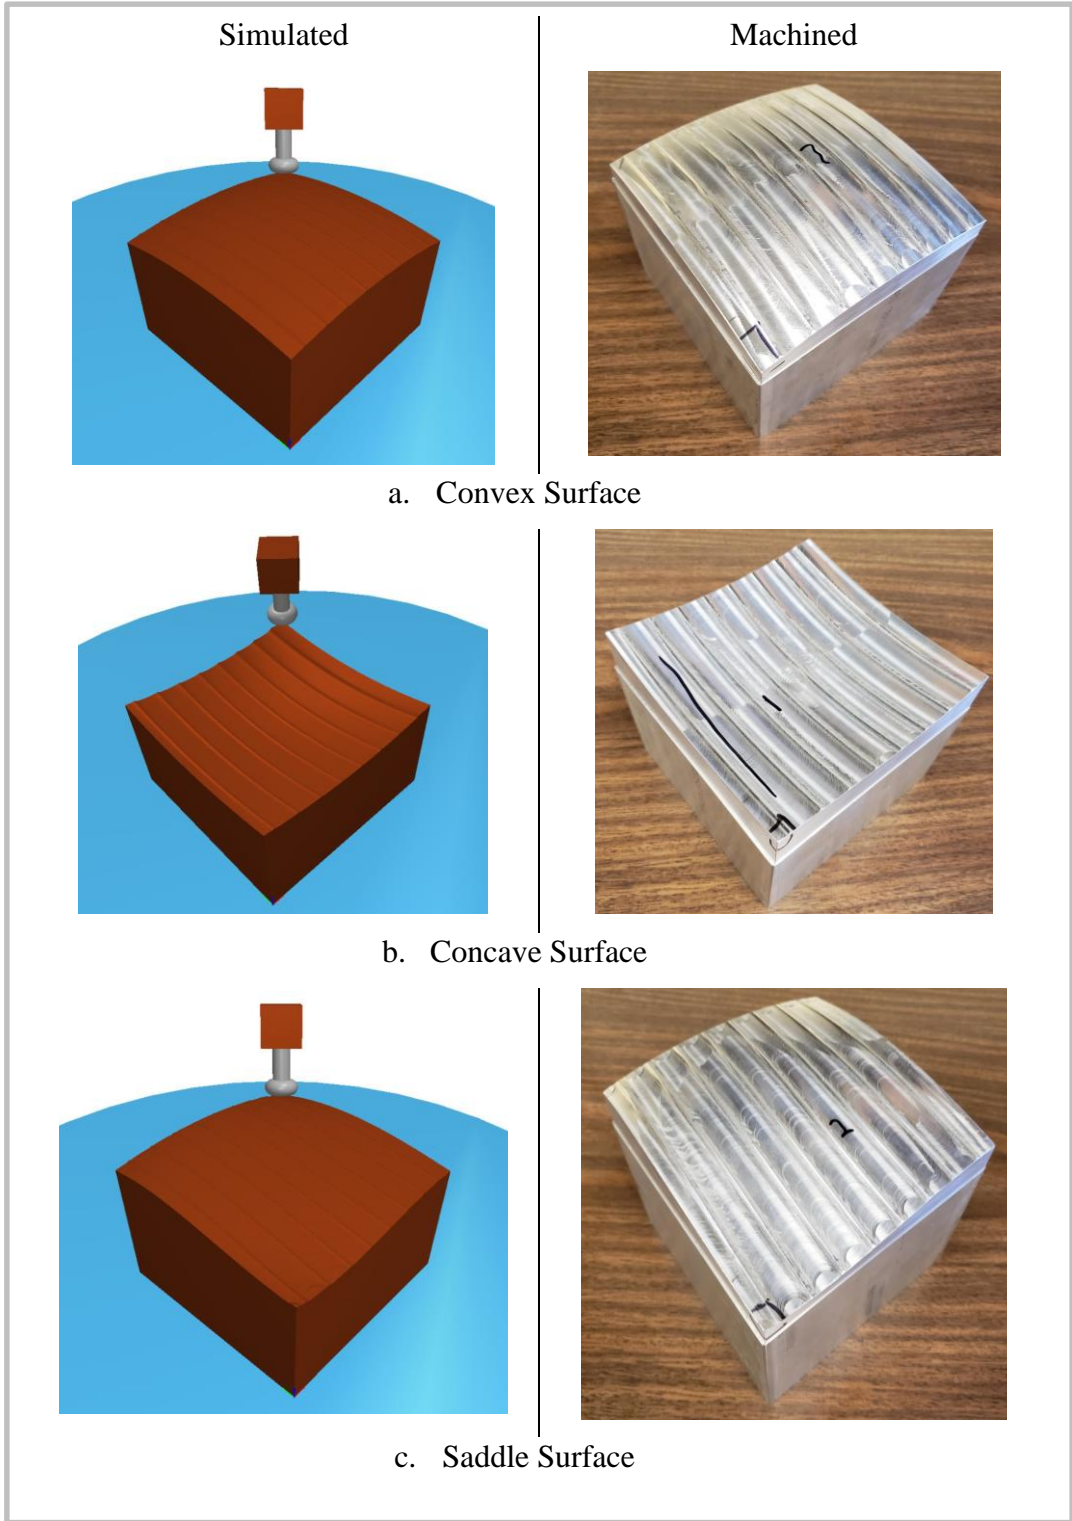 Simulated
Machined
a. Convex Surface
b. Concave Surface
c. Saddle Surface